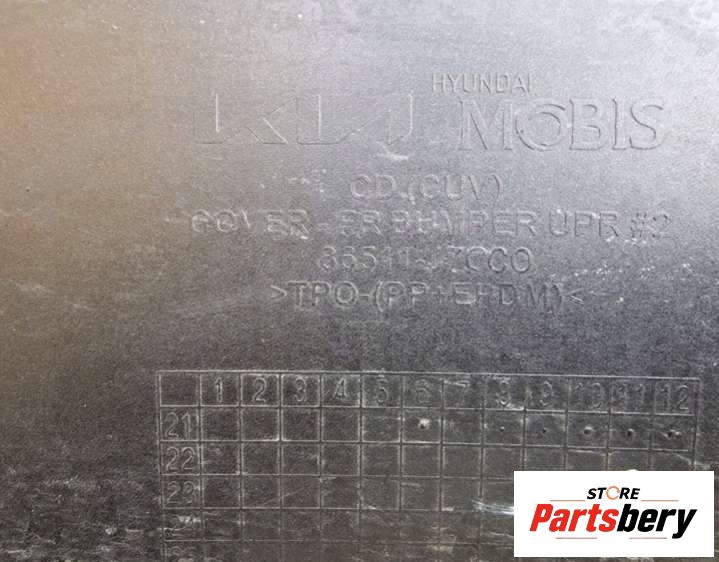 HYUNDAI
KIA MOBIS
CD (CUV)
COVER-FR BUMPER UPR #2
>TPO-(PP+EPDM)<
1 2 3 4 5 6 7 8 9 10 11 12
21
22
23
STORE
Partsbery